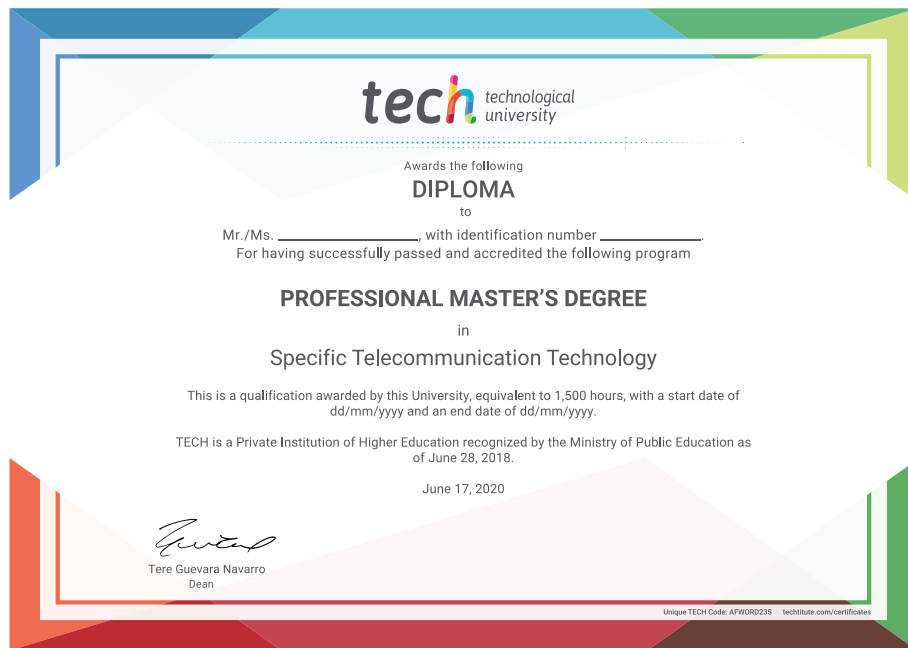 tech technological
university
Awards the following
DIPLOMA
to
Mr./Ms. ____________________, with identification number ______________.
For having successfully passed and accredited the following program
PROFESSIONAL MASTER'S DEGREE
in
Specific Telecommunication Technology
This is a qualification awarded by this University, equivalent to 1,500 hours, with a start date of
dd/mm/yyyy and an end date of dd/mm/yyyy.
TECH is a Private Institution of Higher Education recognized by the Ministry of Public Education as
of June 28, 2018.
June 17, 2020
Tere Guevara Navarro
Dean
Unique TECH Code: AFWORD23S techtitute.com/certificates